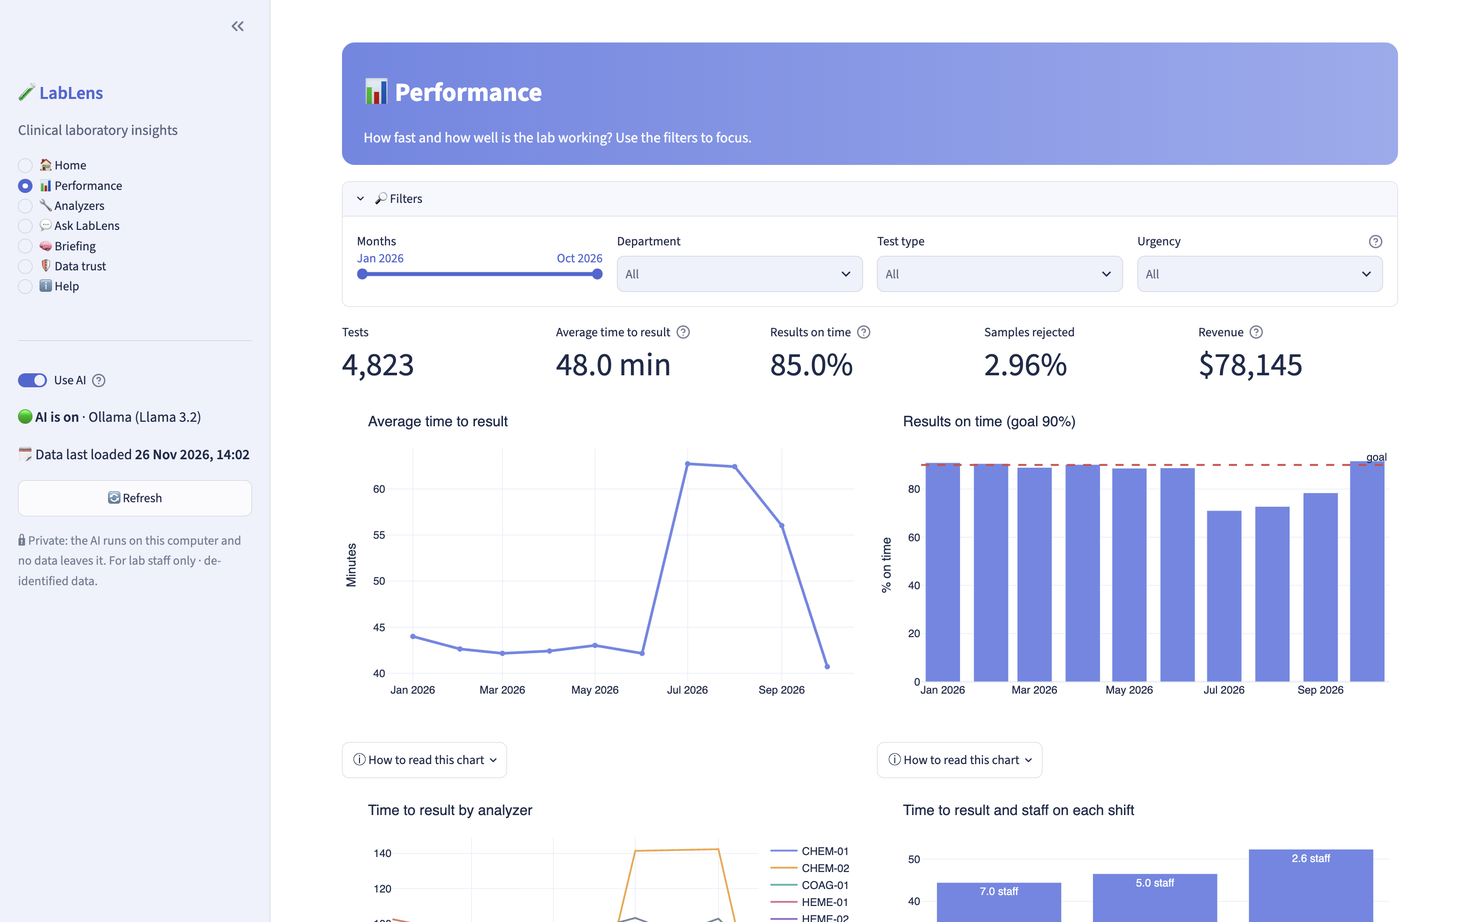 LabLens
Clinical laboratory insights
Home
Performance
Analyzers
Ask LabLens
Briefing
Data trust
Help
Use AI
AI is on · Ollama (Llama 3.2)
Data last loaded 26 Nov 2026, 14:02
Refresh
Private: the AI runs on this computer and
no data leaves it. For lab staff only · de-
identified data.
Performance
How fast and how well is the lab working? Use the filters to focus.
Filters
Months
Jan 2026 Oct 2026
Department
All
Test type
All
Urgency
All
Tests
4,823
Average time to result
48.0 min
Results on time
85.0%
Samples rejected
2.96%
Revenue
$78,145
Average time to result
Minutes
60
55
50
45
40
Jan 2026 Mar 2026 May 2026 Jul 2026 Sep 2026
Results on time (goal 90%)
goal
% on time
80
60
40
20
0
Jan 2026 Mar 2026 May 2026 Jul 2026 Sep 2026
How to read this chart
How to read this chart
Time to result by analyzer
140
120
CHEM-01
CHEM-02
COAG-01
HEME-01
HEME-02
Time to result and staff on each shift
50
40
7.0 staff
5.0 staff
2.6 staff